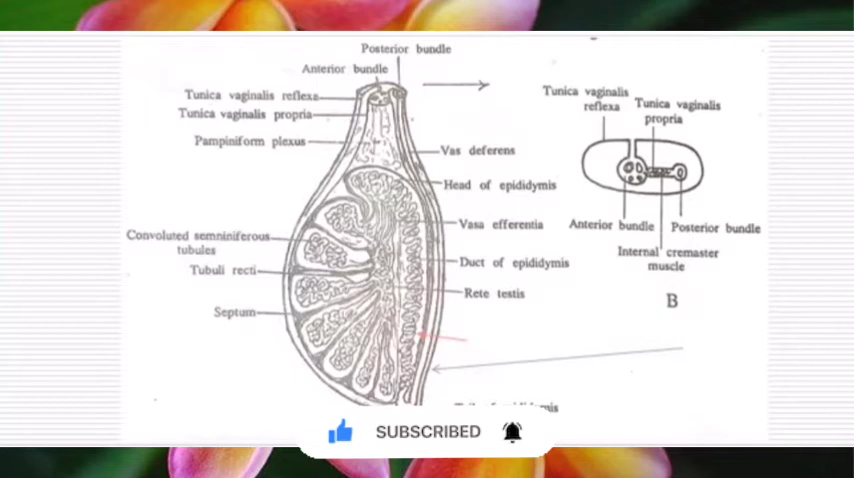 Posterior bundle
Anterior bundle
Tunica vaginalis reflexa
Tunica vaginalis propria
Pampiniform plexus
Vas deferens
Head of epididymis
Vasa efferentia
Convoluted semniniferous
tubules
Duct of epididymis
Tubuli recti
Rete testis
Septum
Tunica vaginalis
reflexa
Tunica vaginalis
propria
Anterior bundle
Posterior bundle
Internal cremaster
muscle
B
SUBSCRIBED